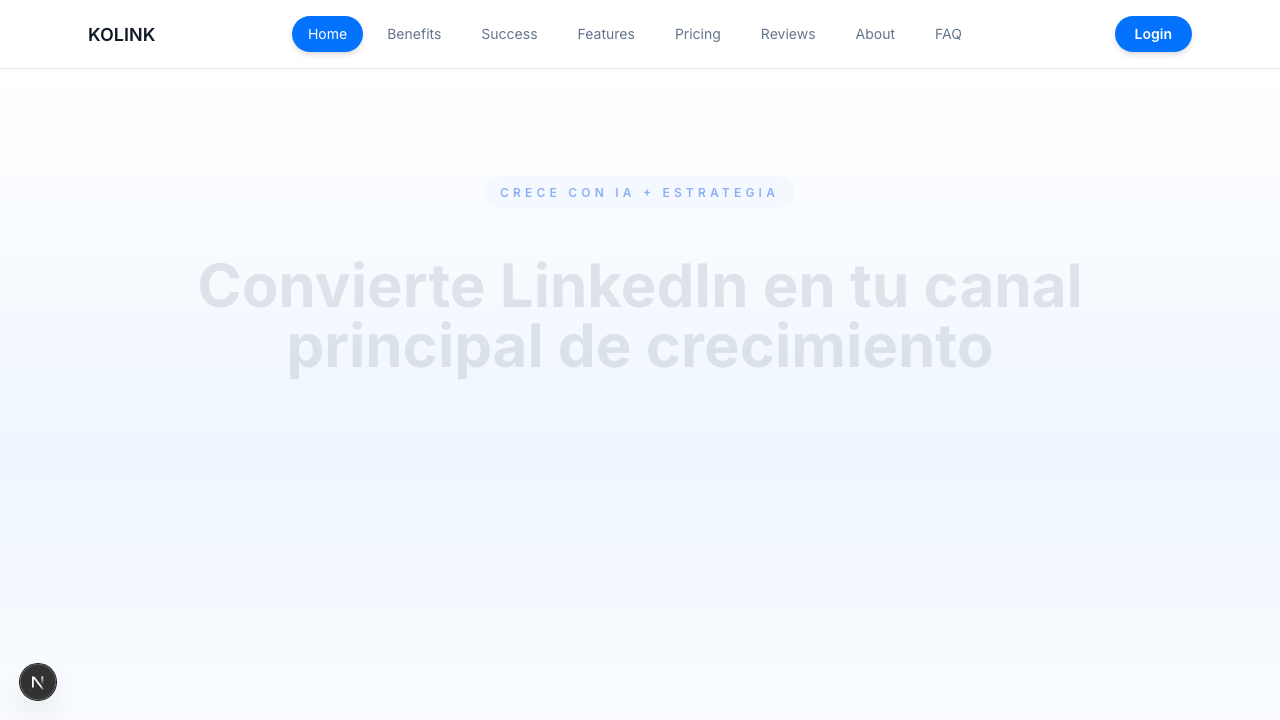 KOLINK
Home
Benefits
Success
Features
Pricing
Reviews
About
FAQ
Login
CRECE CON IA + ESTRATEGIA
Convierte LinkedIn en tu canal
principal de crecimiento
N